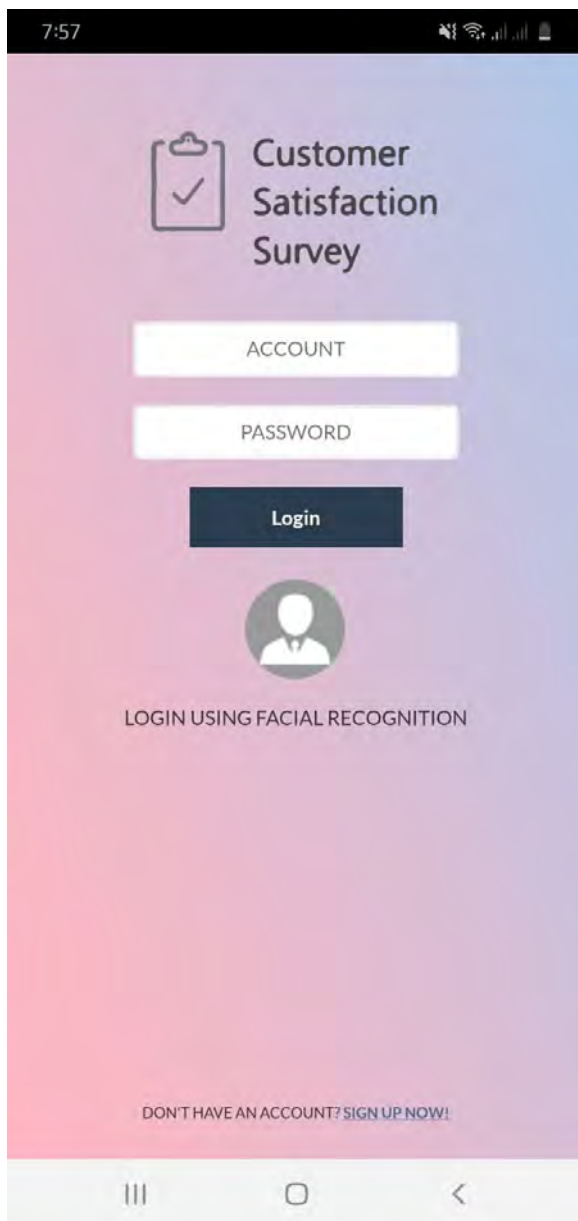 7:57
Customer
Satisfaction
Survey
ACCOUNT
PASSWORD
Login
LOGIN USING FACIAL RECOGNITION
DON'T HAVE AN ACCOUNT? SIGN UP NOW!